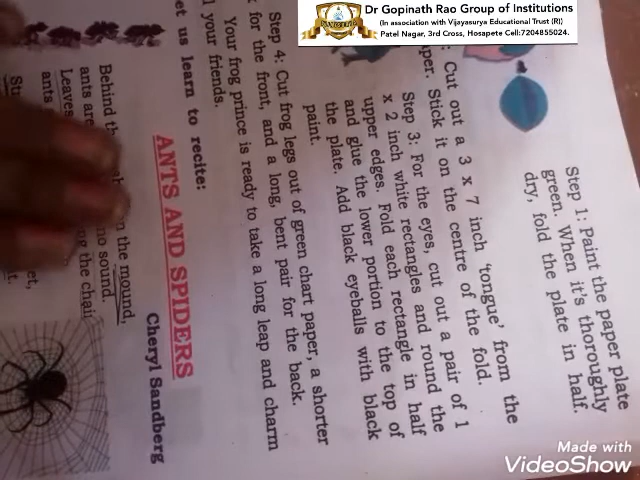 Dr Gopinath Rao Group of Institutions
(In association with Vijayasurya Educational Trust (R))
Patel Nagar, 3rd Cross, Hosapete Cell:7204855024.
Step 1: Paint the paper plate
green. When it's thoroughly
dry, fold the plate in half.
: Cut out a 3 x 7 inch 'tongue' from the
Stick it on the centre of the fold.
Step 3: For the eyes, cut out a pair of 1
x 2 inch white rectangles and round the
upper edges. Fold each rectangle in half
and glue the lower portion to the top of
the plate. Add black eyeballs with black
paint.
Step 4: Cut frog legs out of green chart paper, a shorter
for the front, and a long, bent pair for the back.
Your frog prince is ready to take a long leap and charm
your friends.
us learn to recite:
ANTS AND SPIDERS
Cheryl Sandberg
Behind the mound,
ants are no sound.
Leaves the
ants
Made with
VideoShow